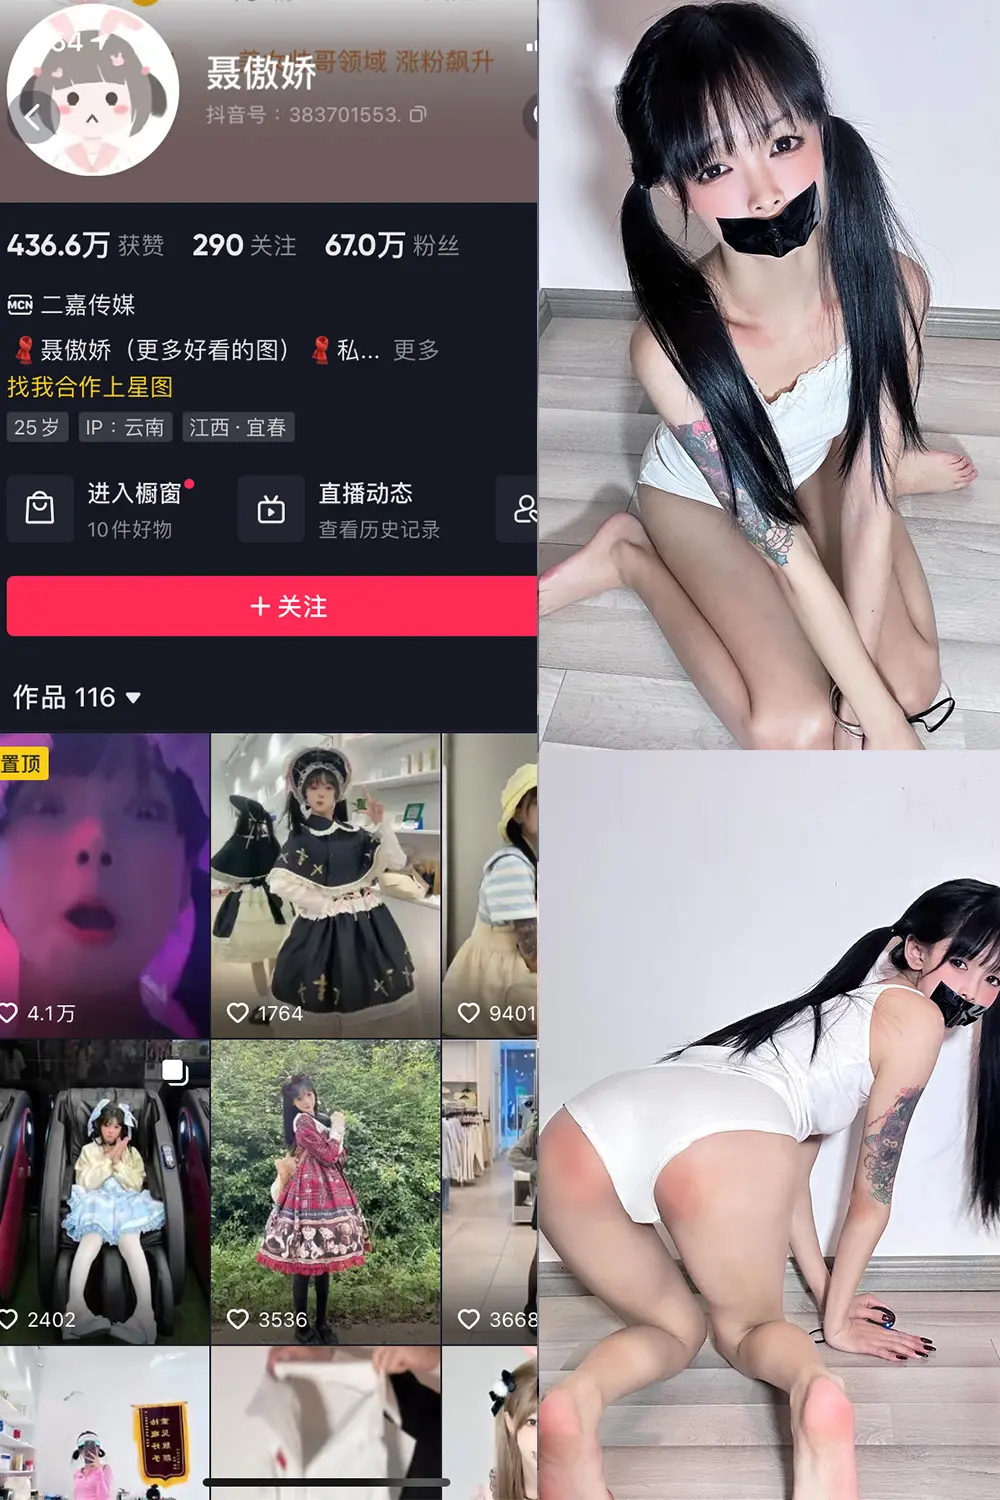 聂傲娇
领域 涨粉飙升
抖音号：383701553.
436.6万 获赞 290 关注 67.0万 粉丝
MCN 二嘉传媒
聂傲娇（更多好看的图） 私... 更多
找我合作上星图
25岁 IP：云南 江西·宜春
进入橱窗 直播动态
10件好物 查看历史记录
+ 关注
作品 116
置顶
4.1万 1764 9401
2402 3536 3668